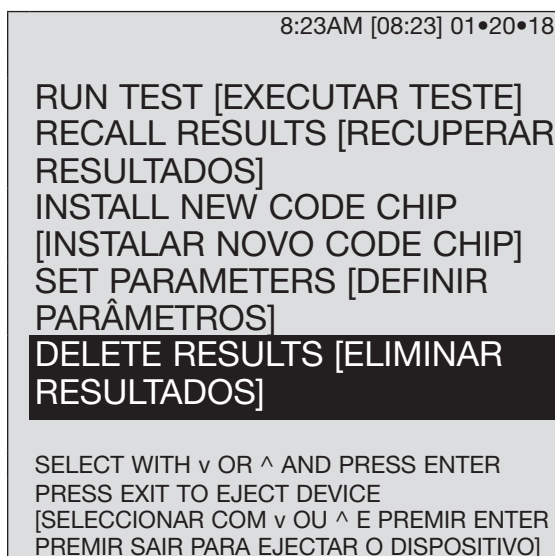 8:23AM [08:23] 01•20•18
RUN TEST [EXECUTAR TESTE]
RECALL RESULTS [RECUPERAR
RESULTADOS]
INSTALL NEW CODE CHIP
[INSTALAR NOVO CODE CHIP]
SET PARAMETERS [DEFINIR
PARÂMETROS]
DELETE RESULTS [ELIMINAR
RESULTADOS]
SELECT WITH v OR ^ AND PRESS ENTER
PRESS EXIT TO EJECT DEVICE
[SELECCIONAR COM v OU ^ E PREMIR ENTER
PREMIR SAIR PARA EJECTAR O DISPOSITIVO]